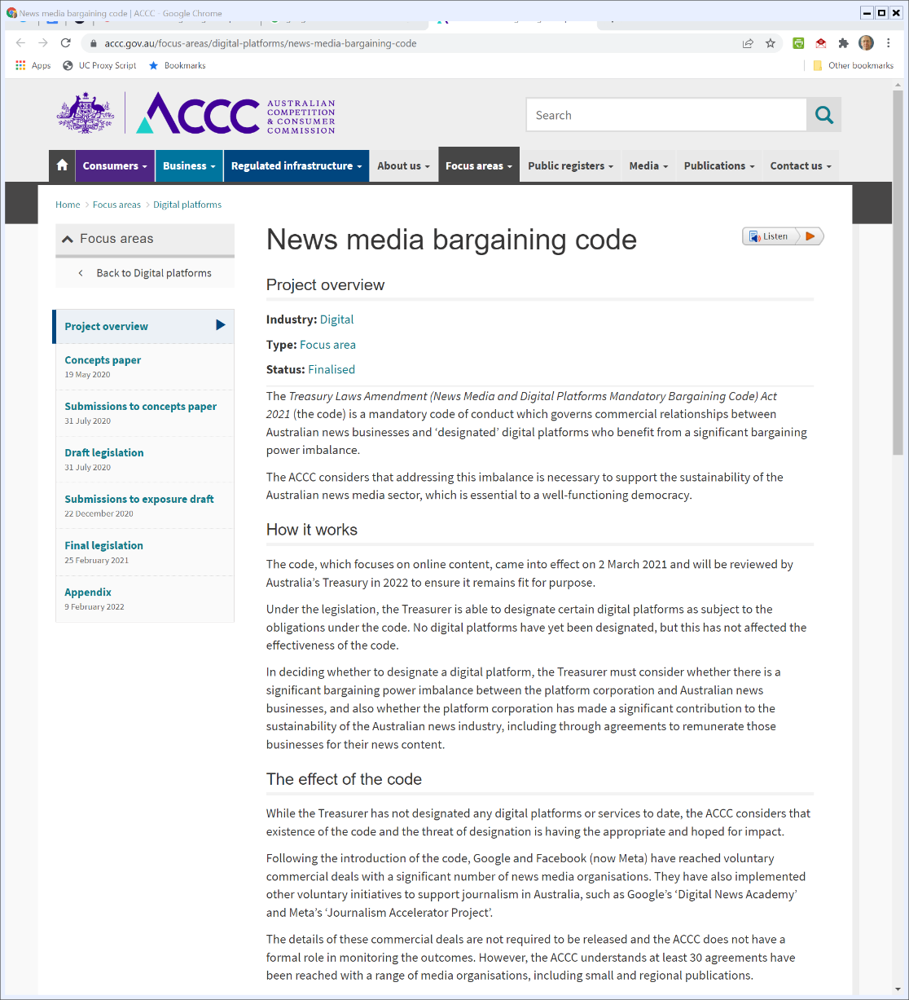 News media bargaining code | ACCC - Google Chrome
accc.gov.au/focus-areas/digital-platforms/news-media-bargaining-code
Apps UC Proxy Script Bookmarks Other bookmarks
ACCC
AUSTRALIAN
COMPETITION
& CONSUMER
COMMISSION
Search
Consumers Business Regulated infrastructure About us Focus areas Public registers Media Publications Contact us
Home > Focus areas > Digital platforms
Focus areas
Back to Digital platforms
Project overview
Concepts paper
19 May 2020
Submissions to concepts paper
31 July 2020
Draft legislation
31 July 2020
Submissions to exposure draft
22 December 2020
Final legislation
25 February 2021
Appendix
9 February 2022
News media bargaining code
Listen
Project overview
Industry: Digital
Type: Focus area
Status: Finalised
The Treasury Laws Amendment (News Media and Digital Platforms Mandatory Bargaining Code) Act
2021 (the code) is a mandatory code of conduct which governs commercial relationships between
Australian news businesses and ‘designated’ digital platforms who benefit from a significant bargaining
power imbalance.
The ACCC considers that addressing this imbalance is necessary to support the sustainability of the
Australian news media sector, which is essential to a well-functioning democracy.
How it works
The code, which focuses on online content, came into effect on 2 March 2021 and will be reviewed by
Australia’s Treasury in 2022 to ensure it remains fit for purpose.
Under the legislation, the Treasurer is able to designate certain digital platforms as subject to the
obligations under the code. No digital platforms have yet been designated, but this has not affected the
effectiveness of the code.
In deciding whether to designate a digital platform, the Treasurer must consider whether there is a
significant bargaining power imbalance between the platform corporation and Australian news
businesses, and also whether the platform corporation has made a significant contribution to the
sustainability of the Australian news industry, including through agreements to remunerate those
businesses for their news content.
The effect of the code
While the Treasurer has not designated any digital platforms or services to date, the ACCC considers that
existence of the code and the threat of designation is having the appropriate and hoped for impact.
Following the introduction of the code, Google and Facebook (now Meta) have reached voluntary
commercial deals with a significant number of news media organisations. They have also implemented
other voluntary initiatives to support journalism in Australia, such as Google’s ‘Digital News Academy’
and Meta’s ‘Journalism Accelerator Project’.
The details of these commercial deals are not required to be released and the ACCC does not have a
formal role in monitoring the outcomes. However, the ACCC understands at least 30 agreements have
been reached with a range of media organisations, including small and regional publications.